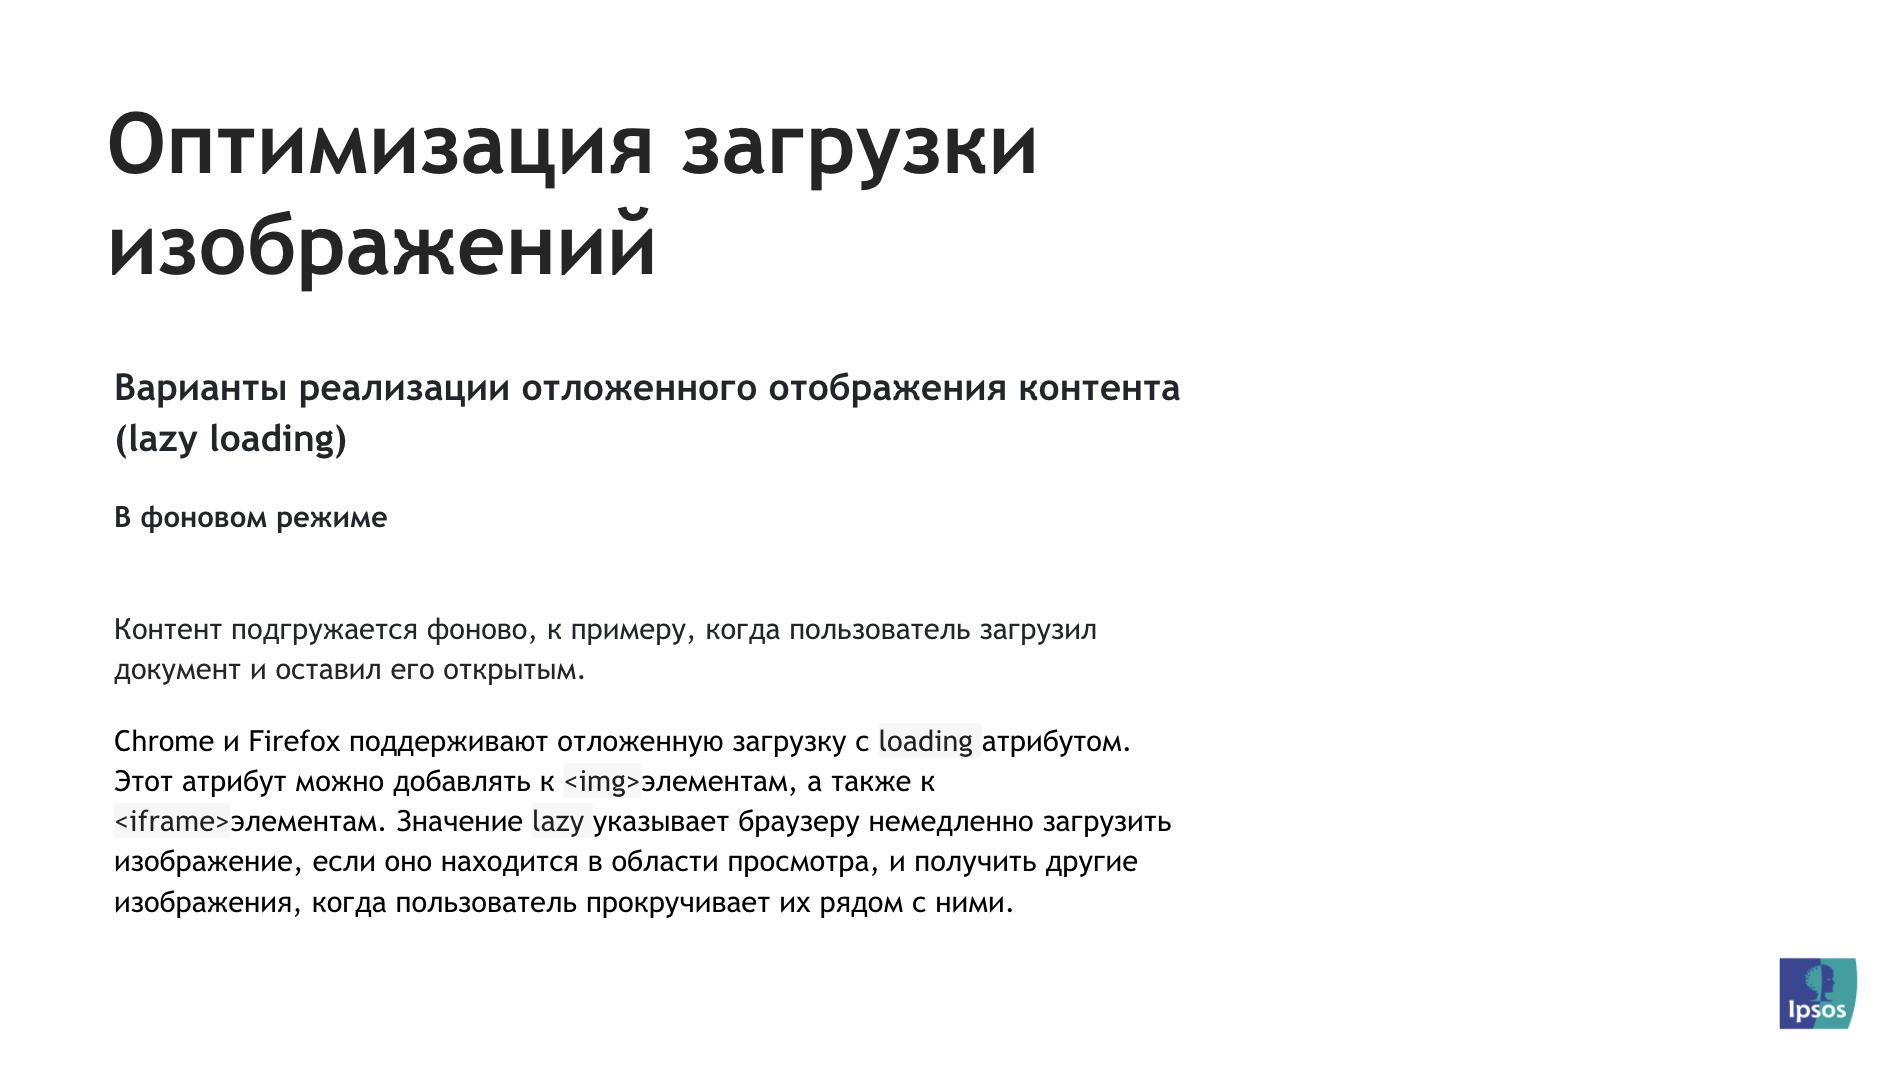 Оптимизация загрузки
изображений
Варианты реализации отложенного отображения контента
(lazy loading)
В фоновом режиме
Контент подгружается фоново, к примеру, когда пользователь загрузил
документ и оставил его открытым.
Chrome и Firefox поддерживают отложенную загрузку с loading атрибутом.
Этот атрибут можно добавлять к <img>элементам, а также к
<iframe>элементам. Значение lazy указывает браузеру немедленно загрузить
изображение, если оно находится в области просмотра, и получить другие
изображения, когда пользователь прокручивает их рядом с ними.
Ipsos